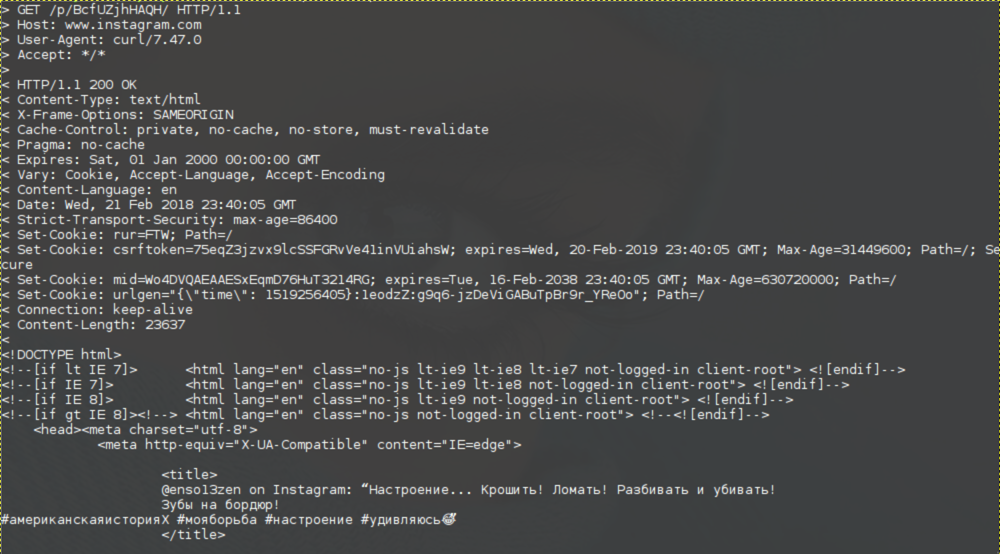 > GET /p/BcfUZjhHAQH/ HTTP/1.1
> Host: www.instagram.com
> User-Agent: curl/7.47.0
> Accept: */*
>
< HTTP/1.1 200 OK
< Content-Type: text/html
< X-Frame-Options: SAMEORIGIN
< Cache-Control: private, no-cache, no-store, must-revalidate
< Pragma: no-cache
< Expires: Sat, 01 Jan 2000 00:00:00 GMT
< Vary: Cookie, Accept-Language, Accept-Encoding
< Content-Language: en
< Date: Wed, 21 Feb 2018 23:40:05 GMT
< Strict-Transport-Security: max-age=86400
< Set-Cookie: rur=FTW; Path=/
< Set-Cookie: csrftoken=75eqZ3jzvx9lcSSFGRvVe41inVUiahsW; expires=Wed, 20-Feb-2019 23:40:05 GMT; Max-Age=31449600; Path=/; Se
cure
< Set-Cookie: mid=Wo4DVQAEAAESxEqmD76HuT32l4RG; expires=Tue, 16-Feb-2038 23:40:05 GMT; Max-Age=630720000; Path=/
< Set-Cookie: urlgen="{\"time\": 1519256405}:1eodzZ:g9q6-jzDeViGABuTpBr9r_YReOo"; Path=/
< Connection: keep-alive
< Content-Length: 23637
<
<!DOCTYPE html>
<!--[if lt IE 7]>      <html lang="en" class="no-js lt-ie9 lt-ie8 lt-ie7 not-logged-in client-root"> <![endif]-->
<!--[if IE 7]>         <html lang="en" class="no-js lt-ie9 lt-ie8 not-logged-in client-root"> <![endif]-->
<!--[if IE 8]>         <html lang="en" class="no-js lt-ie9 not-logged-in client-root"> <![endif]-->
<!--[if gt IE 8]><!--> <html lang="en" class="no-js not-logged-in client-root"> <!--<![endif]-->
    <head><meta charset="utf-8">
            <meta http-equiv="X-UA-Compatible" content="IE=edge">
                    <title>
                    @enso13zen on Instagram: “Настроение... Крошить! Ломать! Разбивать и убивать!
                    Зубы на бордюр!
#американскаяисторияX #мояборьба #настроение #удивляюсь😅
                    </title>